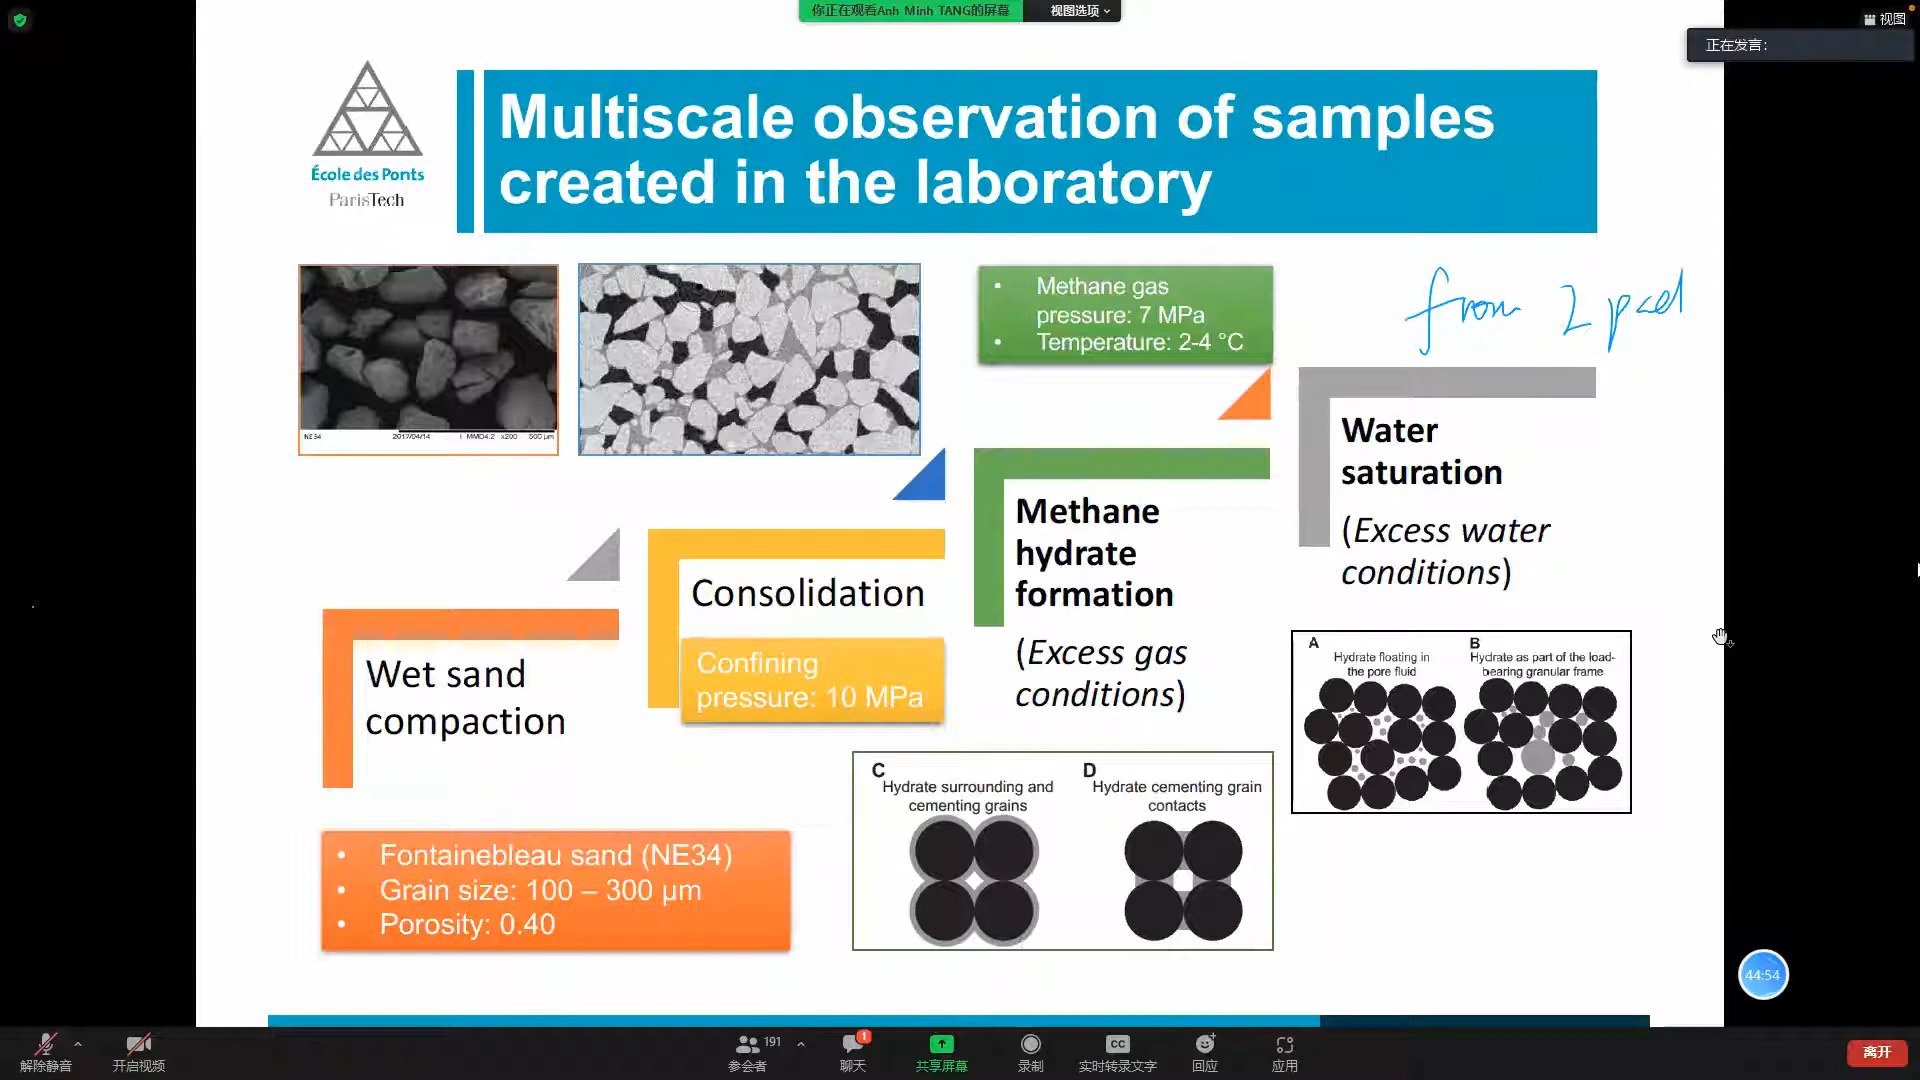 你正在观看Anh Minh TANG的屏幕
视图选项
视图
正在发言:
École des Ponts
ParisTech
Multiscale observation of samples
created in the laboratory
NE34 2017/04/14 MMD4.2 x200 500 µm
• Methane gas
pressure: 7 MPa
• Temperature: 2-4 °C
from 2
Water
saturation
(Excess water
conditions)
Methane
hydrate
formation
(Excess gas
conditions)
Consolidation
Confining
pressure: 10 MPa
Wet sand
compaction
• Fontainebleau sand (NE34)
• Grain size: 100 – 300 µm
• Porosity: 0.40
A
Hydrate floating in
the pore fluid
B
Hydrate as part of the load-
bearing granular frame
C
Hydrate surrounding and
cementing grains
D
Hydrate cementing grain
contacts
44:54
解除静音
开启视频
191
参会者
1
聊天
共享屏幕
录制
CC
实时转录文字
回应
应用
离开